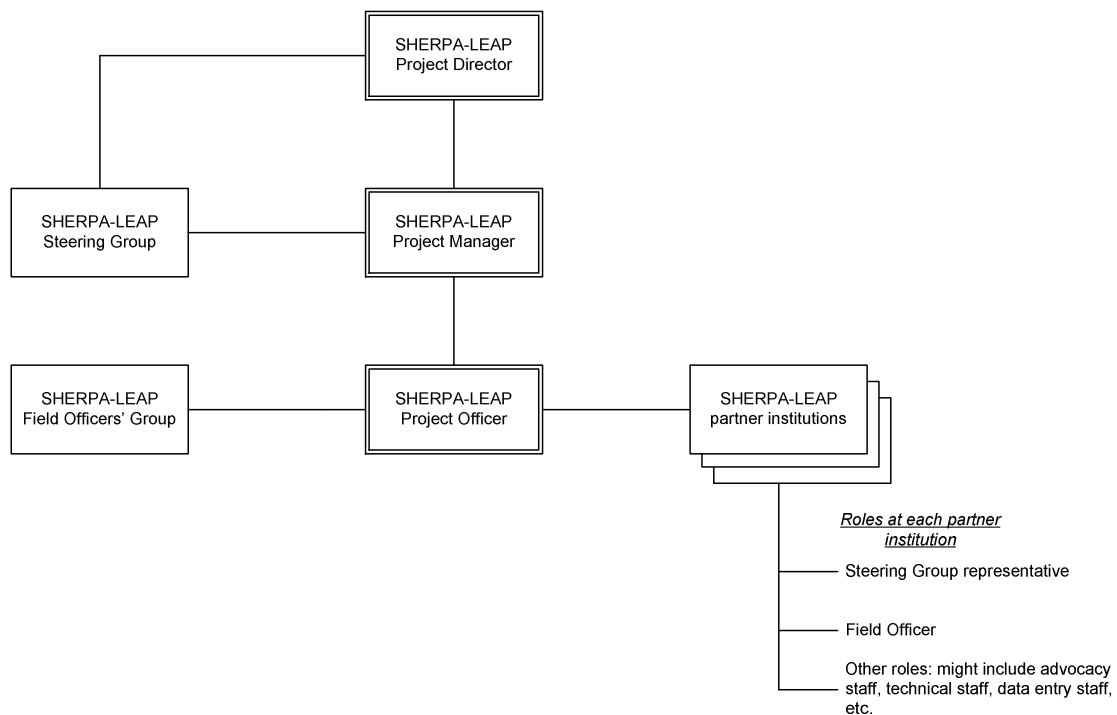 SHERPA-LEAP
Project Director
SHERPA-LEAP
Steering Group
SHERPA-LEAP
Project Manager
SHERPA-LEAP
Field Officers’ Group
SHERPA-LEAP
Project Officer
SHERPA-LEAP
partner institutions
Roles at each partner
institution
Steering Group representative
Field Officer
Other roles: might include advocacy
staff, technical staff, data entry staff,
etc.